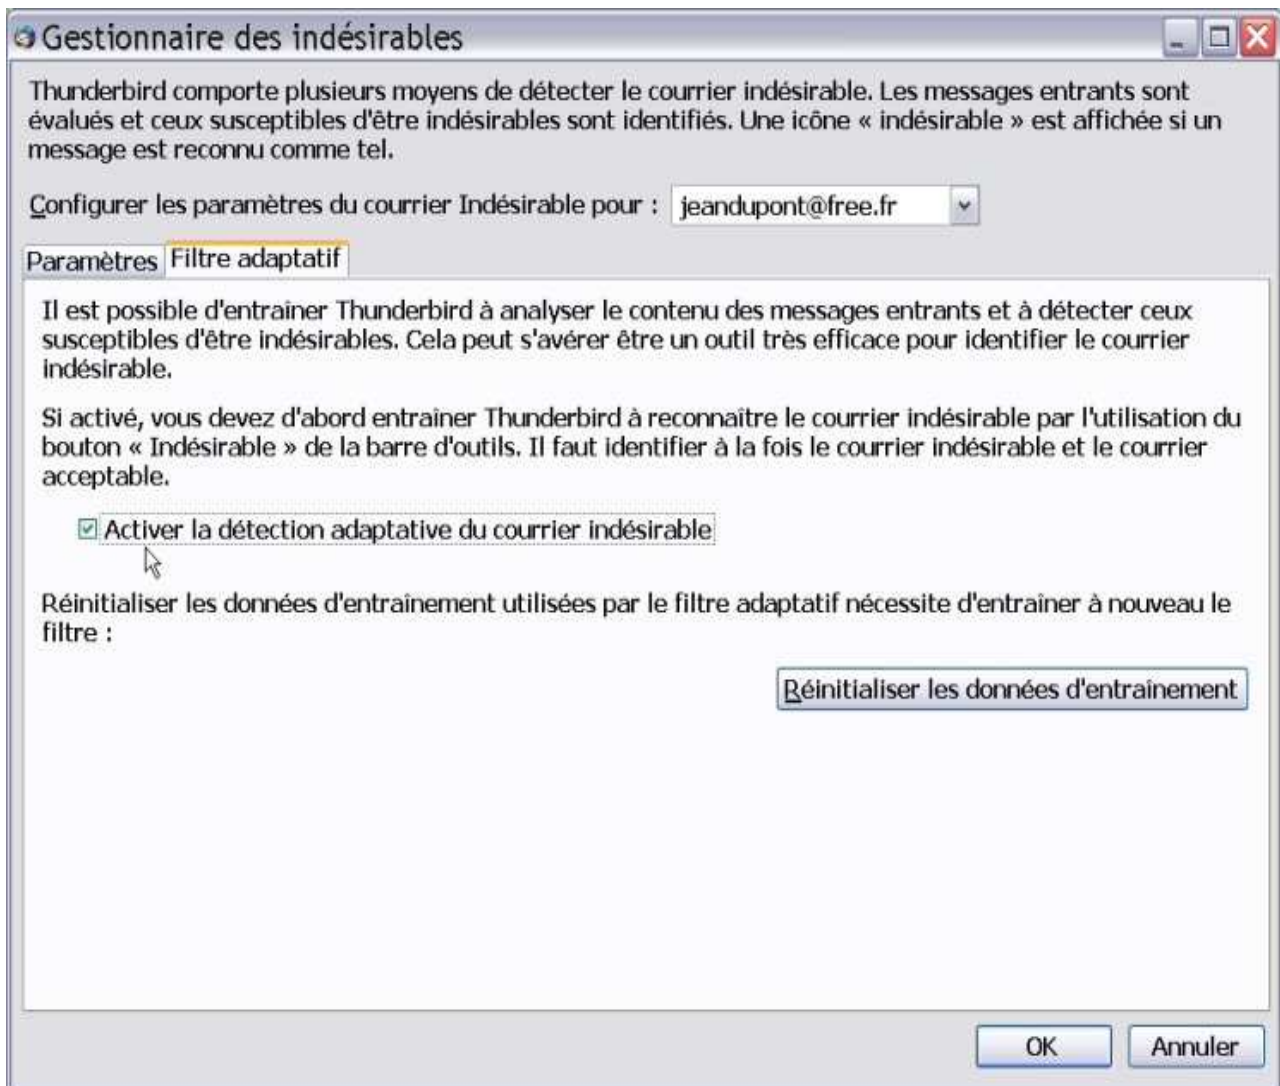 Gestionnaire des indésirables
Thunderbird comporte plusieurs moyens de détecter le courrier indésirable. Les messages entrants sont
évalués et ceux susceptibles d'être indésirables sont identifiés. Une icône « indésirable » est affichée si un
message est reconnu comme tel.
Configurer les paramètres du courrier Indésirable pour : jeandupont@free.fr
Paramètres Filtre adaptatif
Il est possible d'entraîner Thunderbird à analyser le contenu des messages entrants et à détecter ceux
susceptibles d'être indésirables. Cela peut s'avérer être un outil très efficace pour identifier le courrier
indésirable.
Si activé, vous devez d'abord entraîner Thunderbird à reconnaître le courrier indésirable par l'utilisation du
bouton « Indésirable » de la barre d'outils. Il faut identifier à la fois le courrier indésirable et le courrier
acceptable.
Activer la détection adaptative du courrier indésirable
Réinitialiser les données d'entraînement utilisées par le filtre adaptatif nécessite d'entraîner à nouveau le
filtre :
Réinitialiser les données d'entraînement
OK Annuler